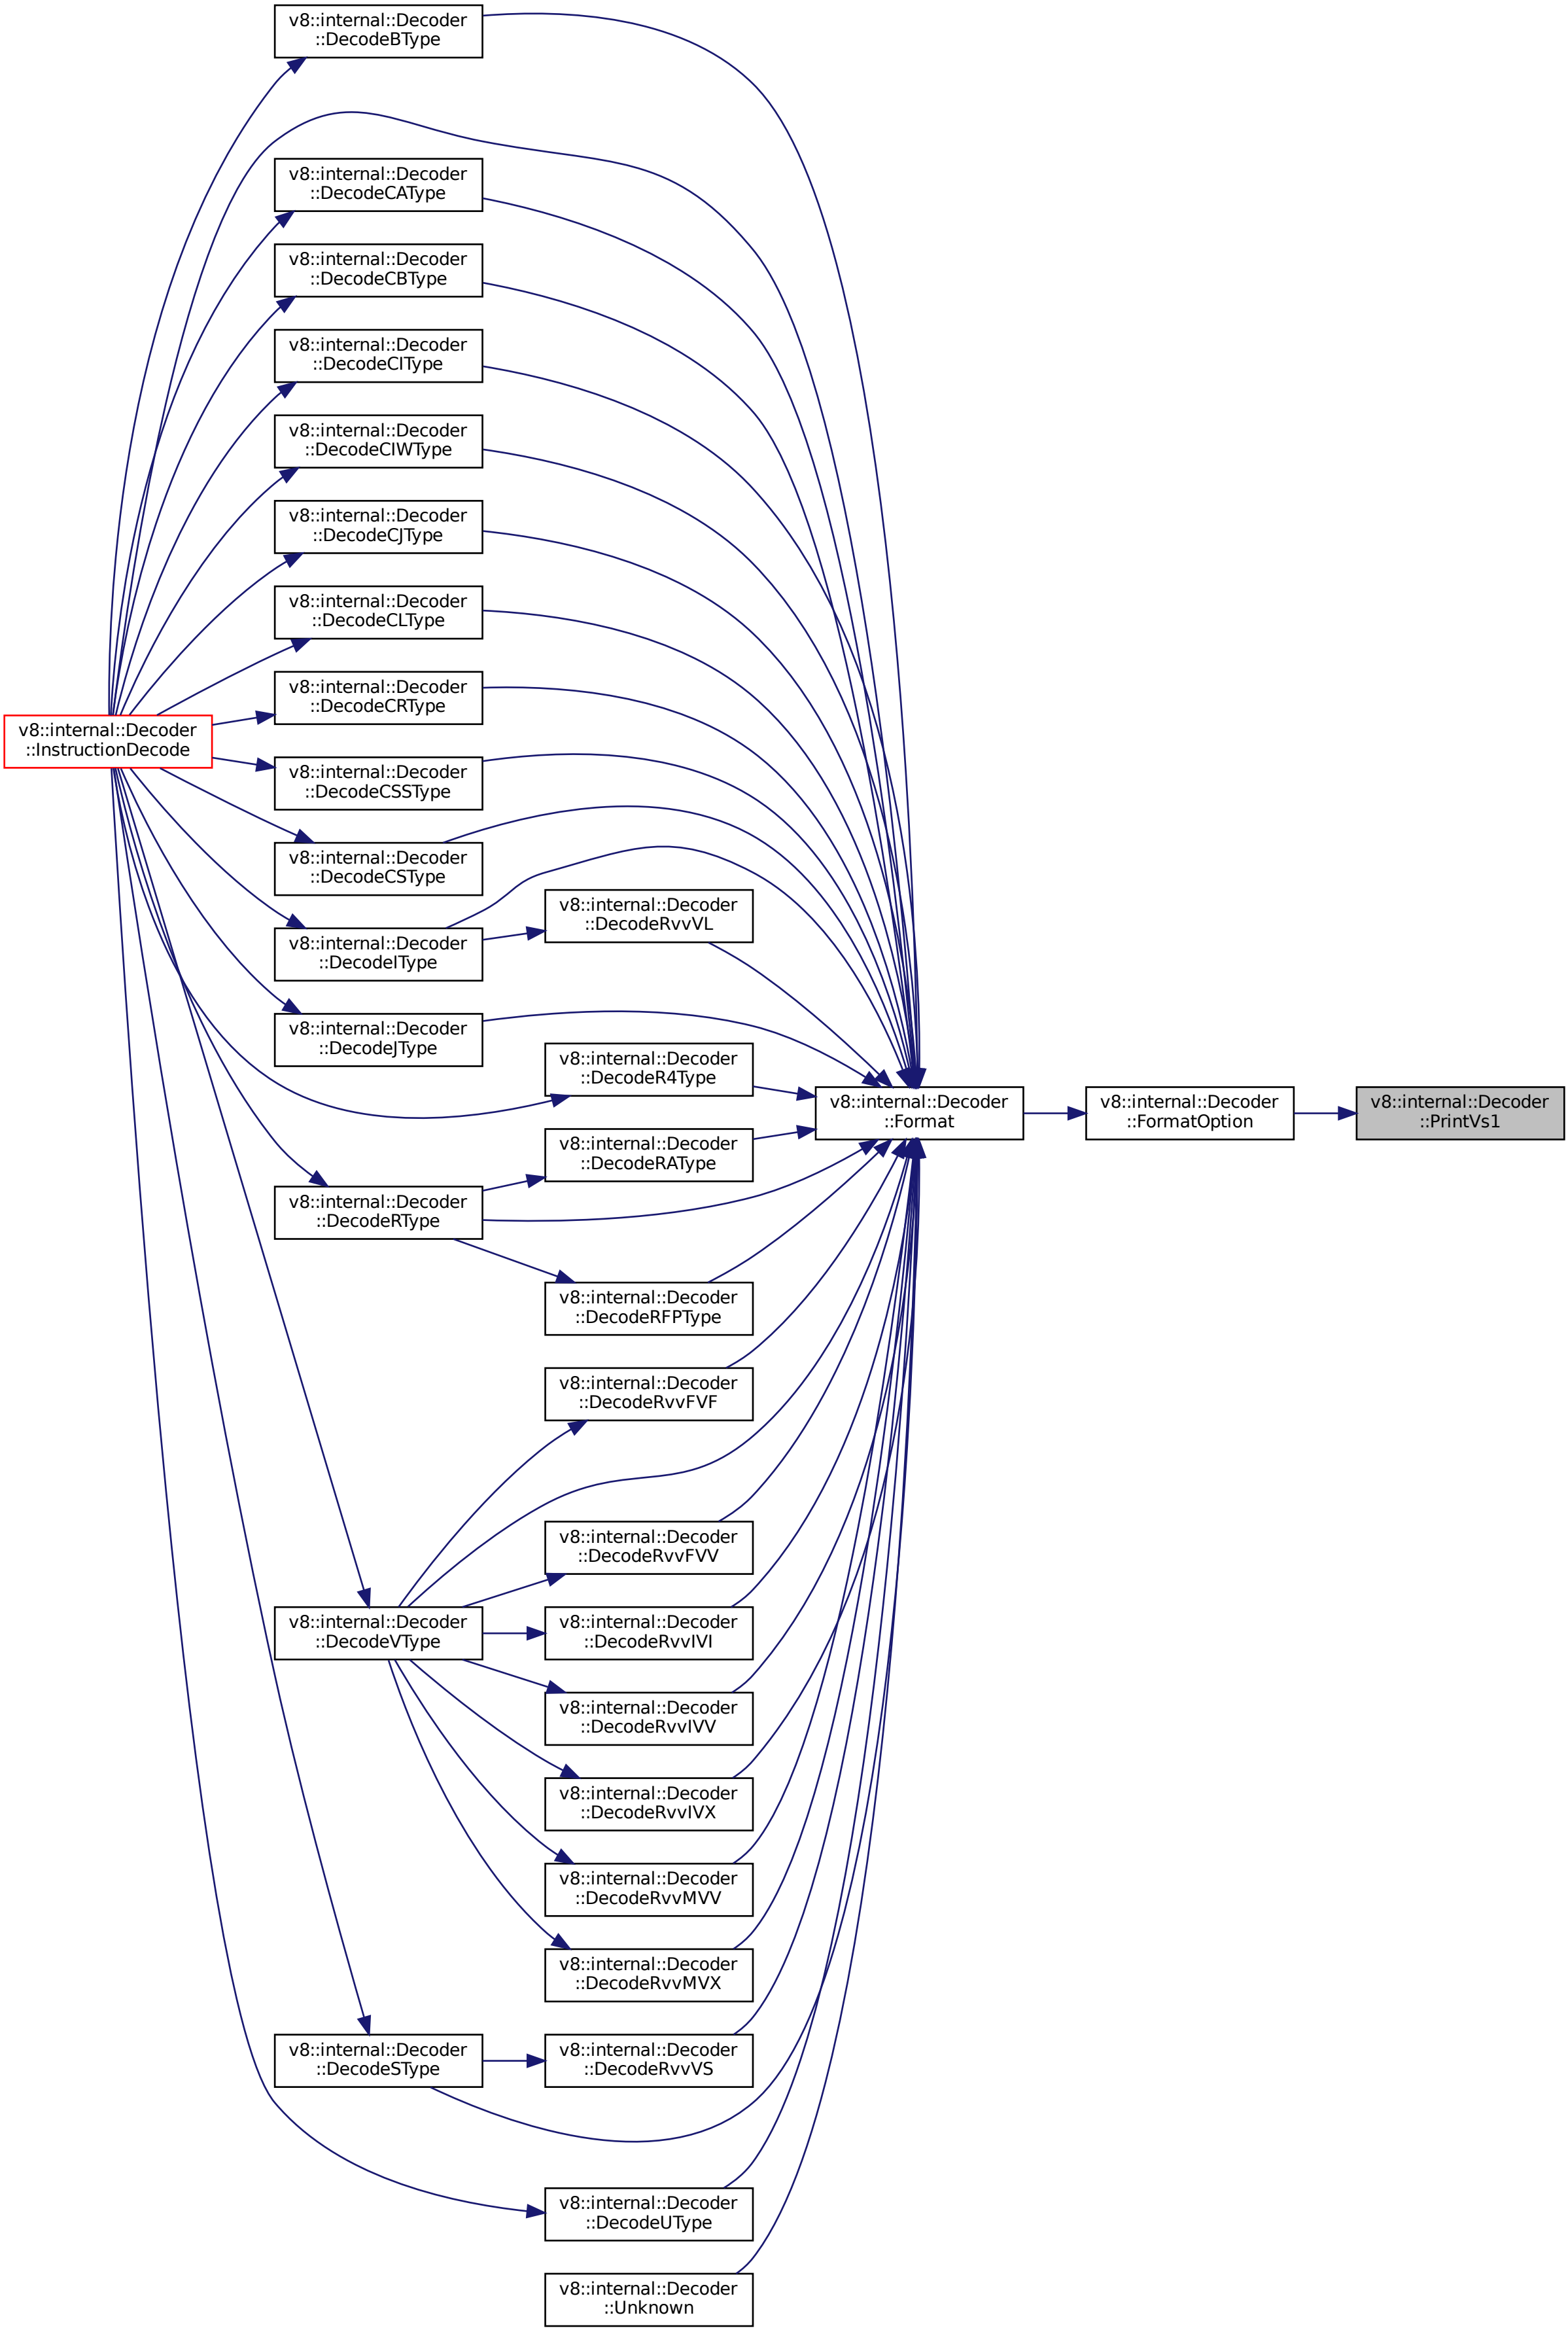 v8::internal::Decoder
::DecodeBType
v8::internal::Decoder
::DecodeCAType
v8::internal::Decoder
::DecodeCBType
v8::internal::Decoder
::DecodeCIType
v8::internal::Decoder
::DecodeCIWType
v8::internal::Decoder
::DecodeCJType
v8::internal::Decoder
::DecodeCLType
v8::internal::Decoder
::DecodeCRType
v8::internal::Decoder
::InstructionDecode
v8::internal::Decoder
::DecodeCSSType
v8::internal::Decoder
::DecodeCSType
v8::internal::Decoder
::DecodeRvvVL
v8::internal::Decoder
::DecodeIType
v8::internal::Decoder
::DecodeJType
v8::internal::Decoder
::DecodeR4Type
v8::internal::Decoder
::Format
v8::internal::Decoder
::FormatOption
v8::internal::Decoder
::PrintVs1
v8::internal::Decoder
::DecodeRAType
v8::internal::Decoder
::DecodeRType
v8::internal::Decoder
::DecodeRFPType
v8::internal::Decoder
::DecodeRvvFVF
v8::internal::Decoder
::DecodeRvvFVV
v8::internal::Decoder
::DecodeVType
v8::internal::Decoder
::DecodeRvvIVI
v8::internal::Decoder
::DecodeRvvIVV
v8::internal::Decoder
::DecodeRvvIVX
v8::internal::Decoder
::DecodeRvvMVV
v8::internal::Decoder
::DecodeRvvMVX
v8::internal::Decoder
::DecodeSType
v8::internal::Decoder
::DecodeRvvVS
v8::internal::Decoder
::DecodeUType
v8::internal::Decoder
::Unknown